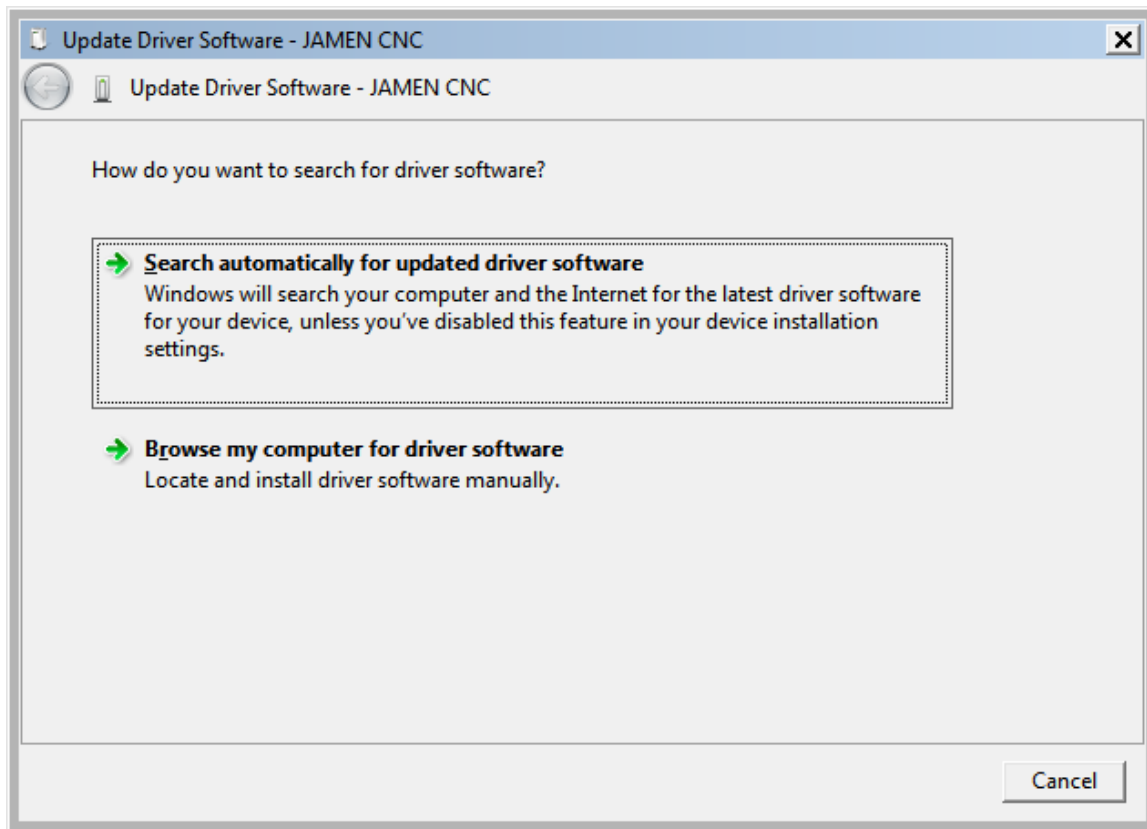 Update Driver Software - JAMEN CNC
Update Driver Software - JAMEN CNC
How do you want to search for driver software?
Search automatically for updated driver software
Windows will search your computer and the Internet for the latest driver software
for your device, unless you've disabled this feature in your device installation
settings.
Browse my computer for driver software
Locate and install driver software manually.
Cancel